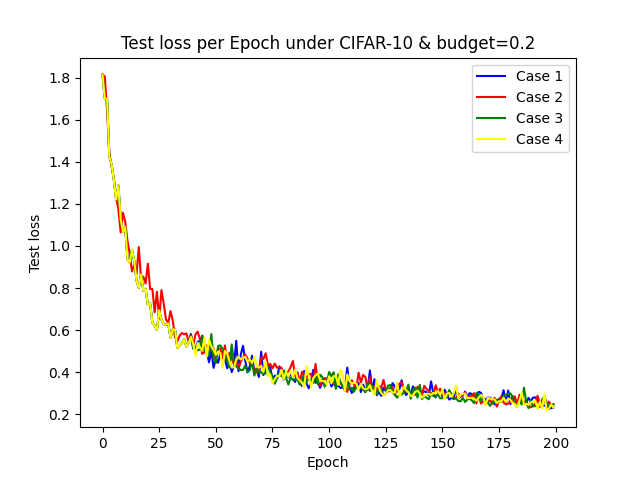 Test loss per Epoch under CIFAR-10 & budget=0.2
Case 1
Case 2
Case 3
Case 4
Test loss
1.8
1.6
1.4
1.2
1.0
0.8
0.6
0.4
0.2
0 25 50 75 100 125 150 175 200
Epoch